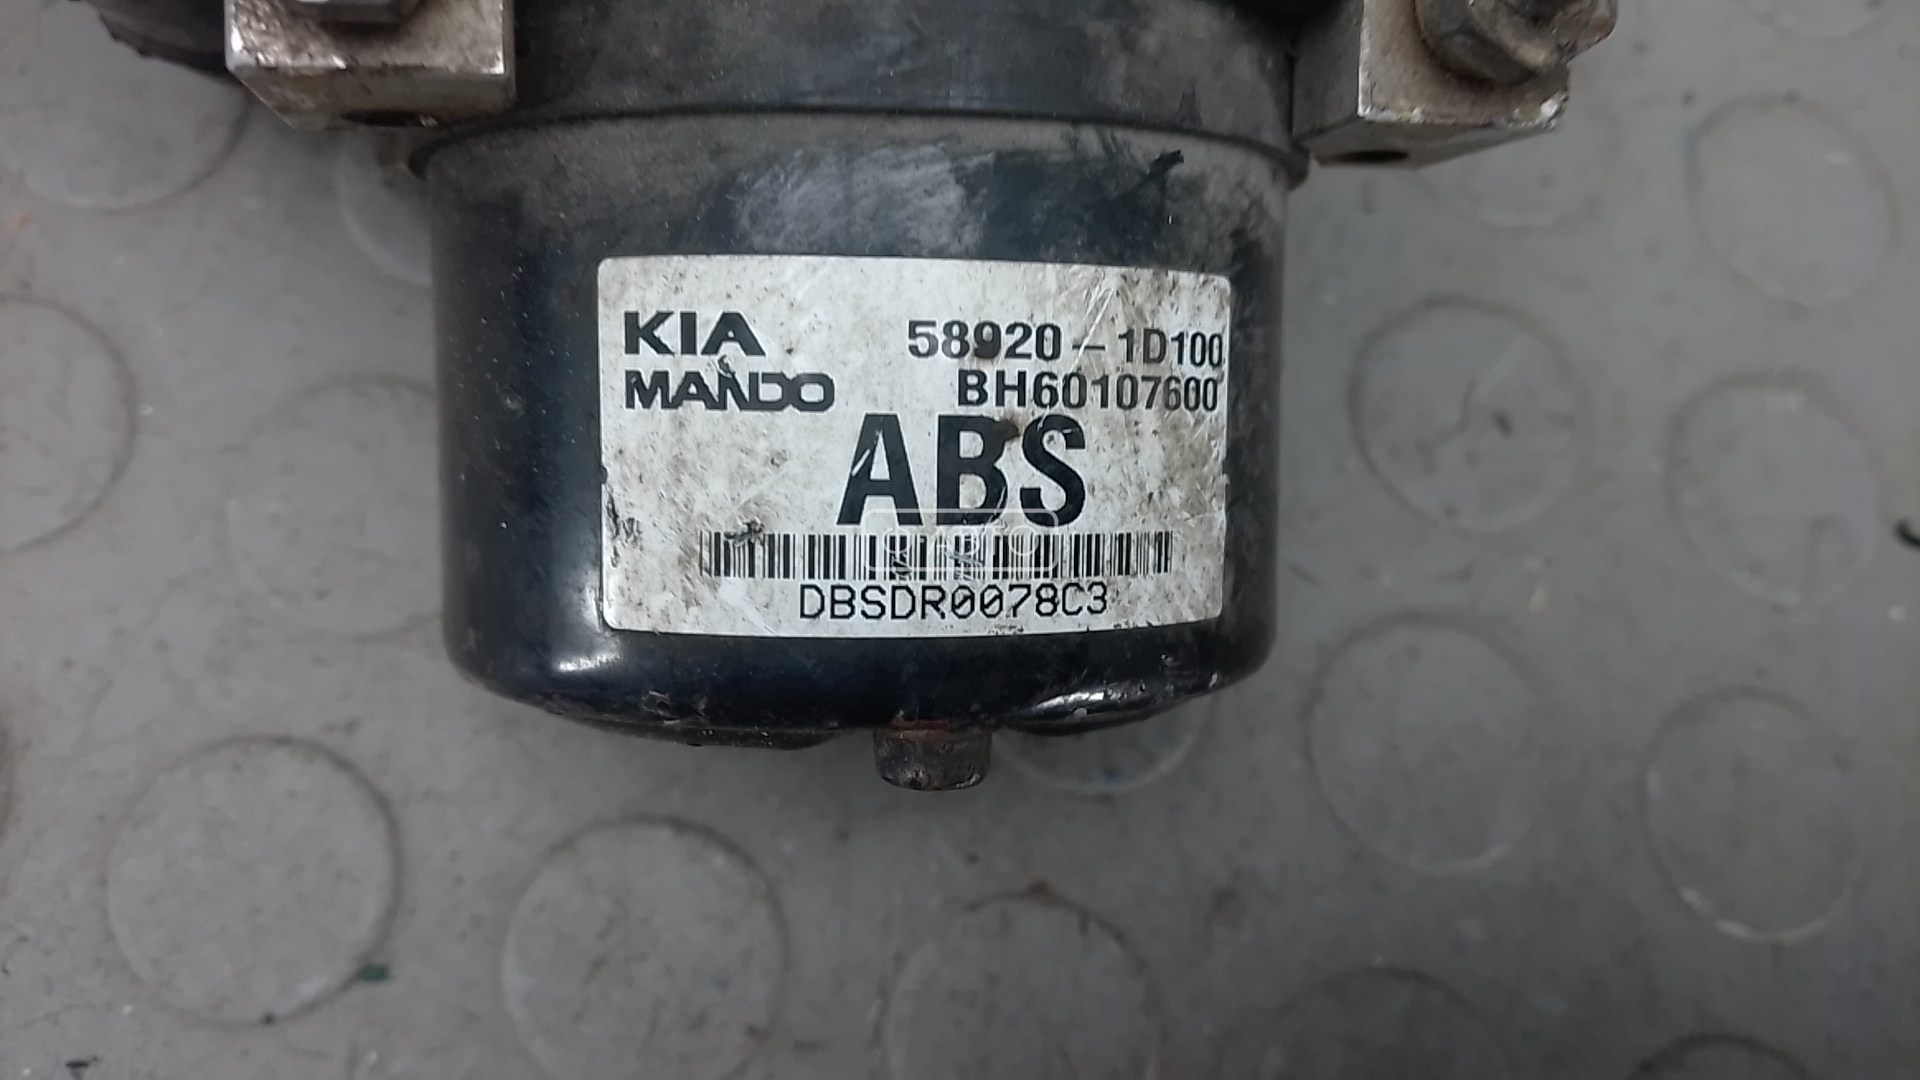 KIA 58920-1D100
MANDO BH60107600
ABS
DBSDR0078C3